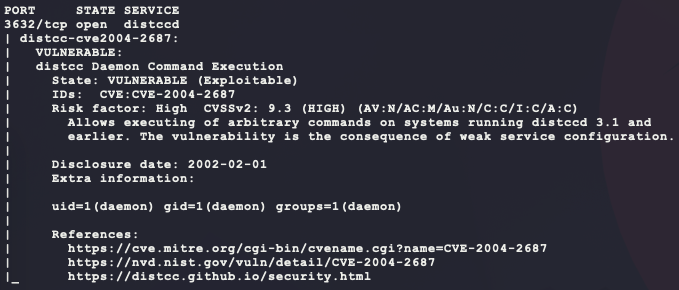 PORT     STATE SERVICE
3632/tcp open  distccd
| distcc-cve2004-2687:
|   VULNERABLE:
|   distcc Daemon Command Execution
|     State: VULNERABLE (Exploitable)
|     IDs:  CVE:CVE-2004-2687
|     Risk factor: High  CVSSv2: 9.3 (HIGH) (AV:N/AC:M/Au:N/C:C/I:C/A:C)
|       Allows executing of arbitrary commands on systems running distccd 3.1 and
|       earlier. The vulnerability is the consequence of weak service configuration.
|
|     Disclosure date: 2002-02-01
|     Extra information:
|
|     uid=1(daemon) gid=1(daemon) groups=1(daemon)
|
|     References:
|       https://cve.mitre.org/cgi-bin/cvename.cgi?name=CVE-2004-2687
|       https://nvd.nist.gov/vuln/detail/CVE-2004-2687
|_      https://distcc.github.io/security.html